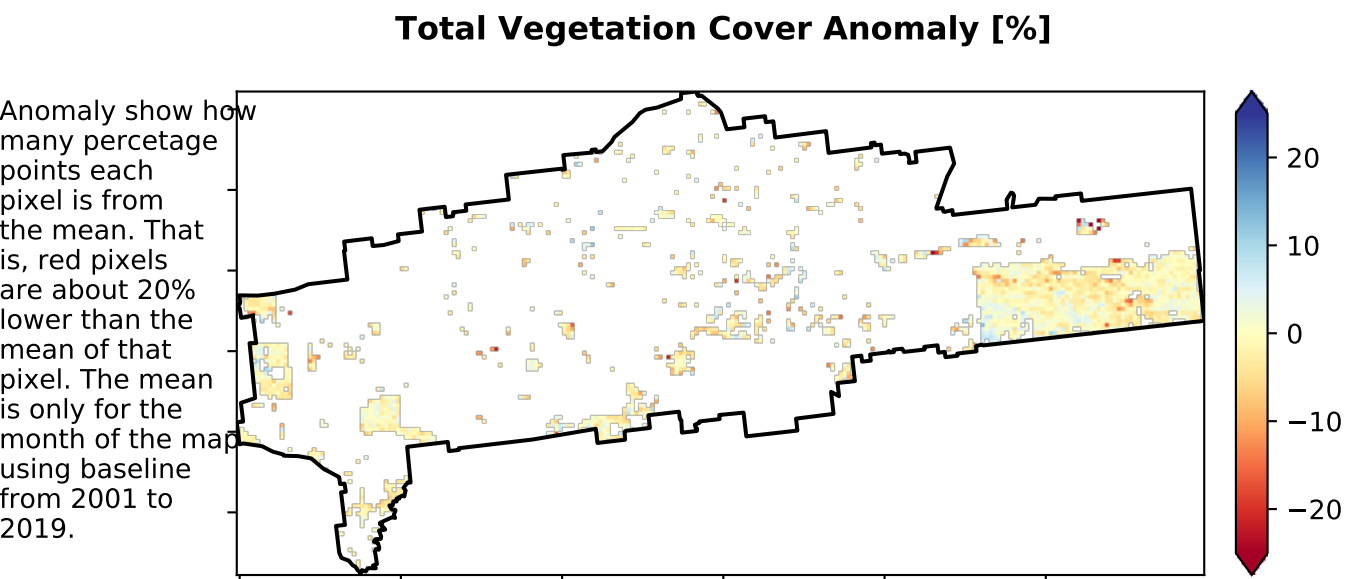 Total Vegetation Cover Anomaly [%]
Anomaly show how
many percetage
points each
pixel is from
the mean. That
is, red pixels
are about 20%
lower than the
mean of that
pixel. The mean
is only for the
month of the map
using baseline
from 2001 to
2019.
20
10
0
−10
−20